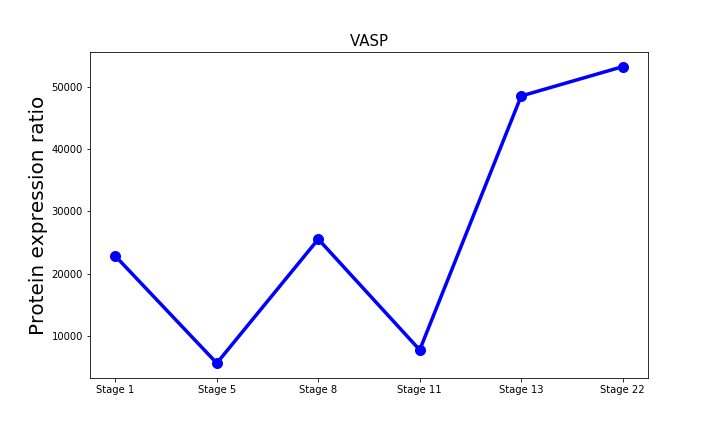 VASP
Protein expression ratio
50000
40000
30000
20000
10000
Stage 1 Stage 5 Stage 8 Stage 11 Stage 13 Stage 22